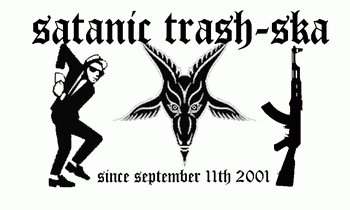 satanic trash-ska
since september 11th 2001